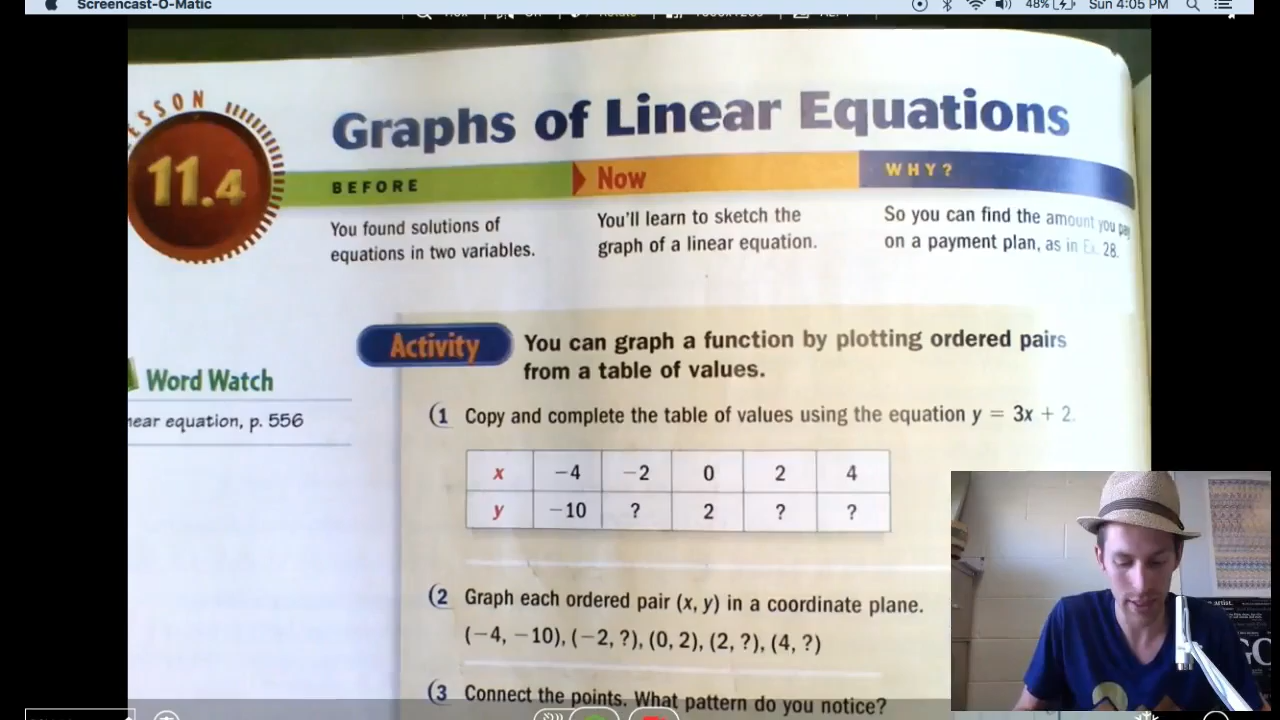 Screencast-O-Matic
48%
Sun 4:05 PM
ESSON
11.4
Graphs of Linear Equations
BEFORE
Now
WHY?
You found solutions of
equations in two variables.
You'll learn to sketch the
graph of a linear equation.
So you can find the amount you pay
on a payment plan, as in Ex. 28.
Word Watch
near equation, p. 556
Activity
You can graph a function by plotting ordered pairs
from a table of values.
1 Copy and complete the table of values using the equation y = 3x + 2.
x −4 −2 0 2 4
y −10 ? 2 ? ?
2 Graph each ordered pair (x, y) in a coordinate plane.
(−4, −10), (−2, ?), (0, 2), (2, ?), (4, ?)
3 Connect the points. What pattern do you notice?
artist.
GO